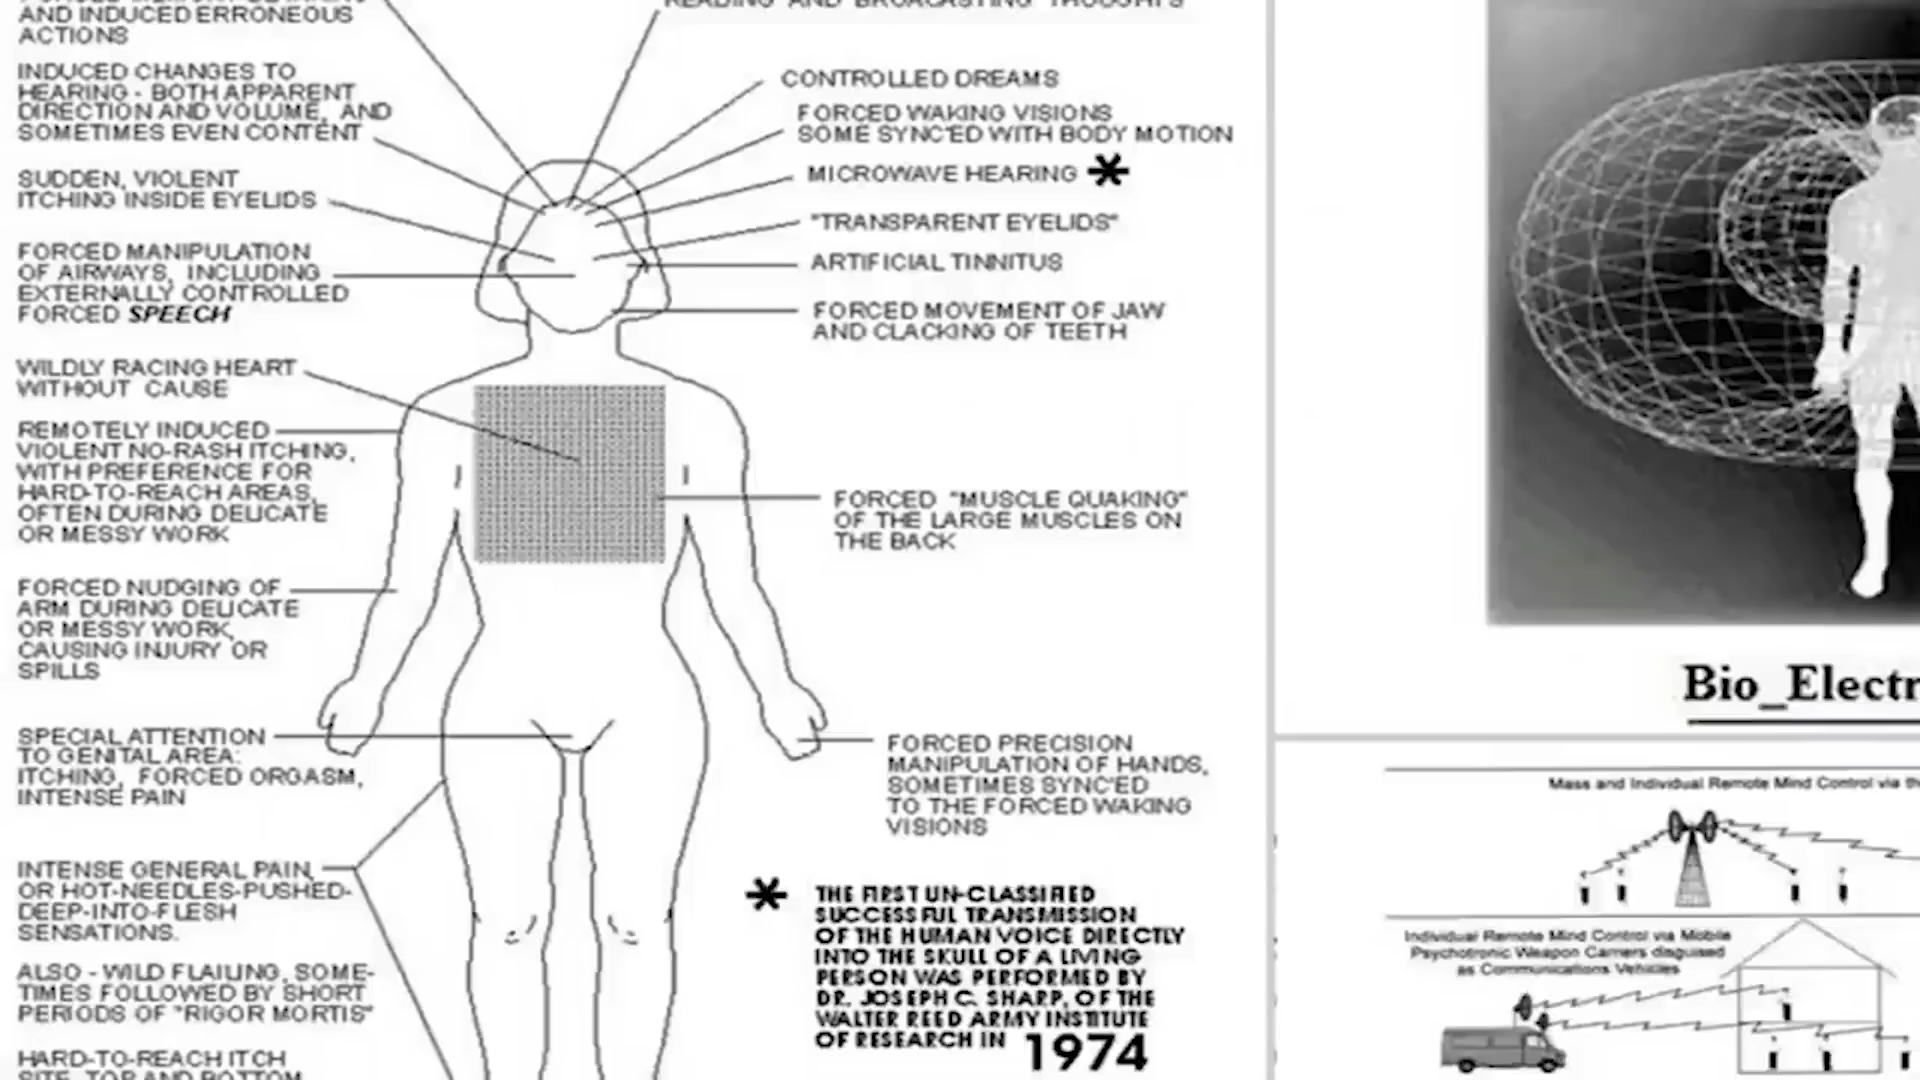 AND INDUCED ERRONEOUS
ACTIONS
INDUCED CHANGES TO
HEARING - BOTH APPARENT
DIRECTION AND VOLUME, AND
SOMETIMES EVEN CONTENT
SUDDEN, VIOLENT
ITCHING INSIDE EYELIDS
FORCED MANIPULATION
OF AIRWAYS, INCLUDING
EXTERNALLY CONTROLLED
FORCED SPEECH
WILDLY RACING HEART
WITHOUT CAUSE
REMOTELY INDUCED
VIOLENT NO-RASH ITCHING,
WITH PREFERENCE FOR
HARD-TO-REACH AREAS,
OFTEN DURING DELICATE
OR MESSY WORK
FORCED NUDGING OF
ARM DURING DELICATE
OR MESSY WORK,
CAUSING INJURY OR
SPILLS
SPECIAL ATTENTION
TO GENITAL AREA:
ITCHING, FORCED ORGASM,
INTENSE PAIN
INTENSE GENERAL PAIN,
OR HOT-NEEDLES-PUSHED-
DEEP-INTO-FLESH
SENSATIONS.
ALSO - WILD FLAILING, SOME-
TIMES FOLLOWED BY SHORT
PERIODS OF "RIGOR MORTIS"
HARD-TO-REACH ITCH
SITE, TOP AND BOTTOM
READING AND BROADCASTING THOUGHTS
CONTROLLED DREAMS
FORCED WAKING VISIONS
SOME SYNC'ED WITH BODY MOTION
MICROWAVE HEARING *
"TRANSPARENT EYELIDS"
ARTIFICIAL TINNITUS
FORCED MOVEMENT OF JAW
AND CLACKING OF TEETH
FORCED "MUSCLE QUAKING"
OF THE LARGE MUSCLES ON
THE BACK
FORCED PRECISION
MANIPULATION OF HANDS,
SOMETIMES SYNC'ED
TO THE FORCED WAKING
VISIONS
* THE FIRST UN-CLASSIFIED
SUCCESSFUL TRANSMISSION
OF THE HUMAN VOICE DIRECTLY
INTO THE SKULL OF A LIVING
PERSON WAS PERFORMED BY
DR. JOSEPH C. SHARP, OF THE
WALTER REED ARMY INSTITUTE
OF RESEARCH IN 1974
Bio_Electr
Mass and Individual Remote Mind Control via th
Individual Remote Mind Control via Mobile
Psychotronic Weapon Carriers disguised
as Communications Vehicles